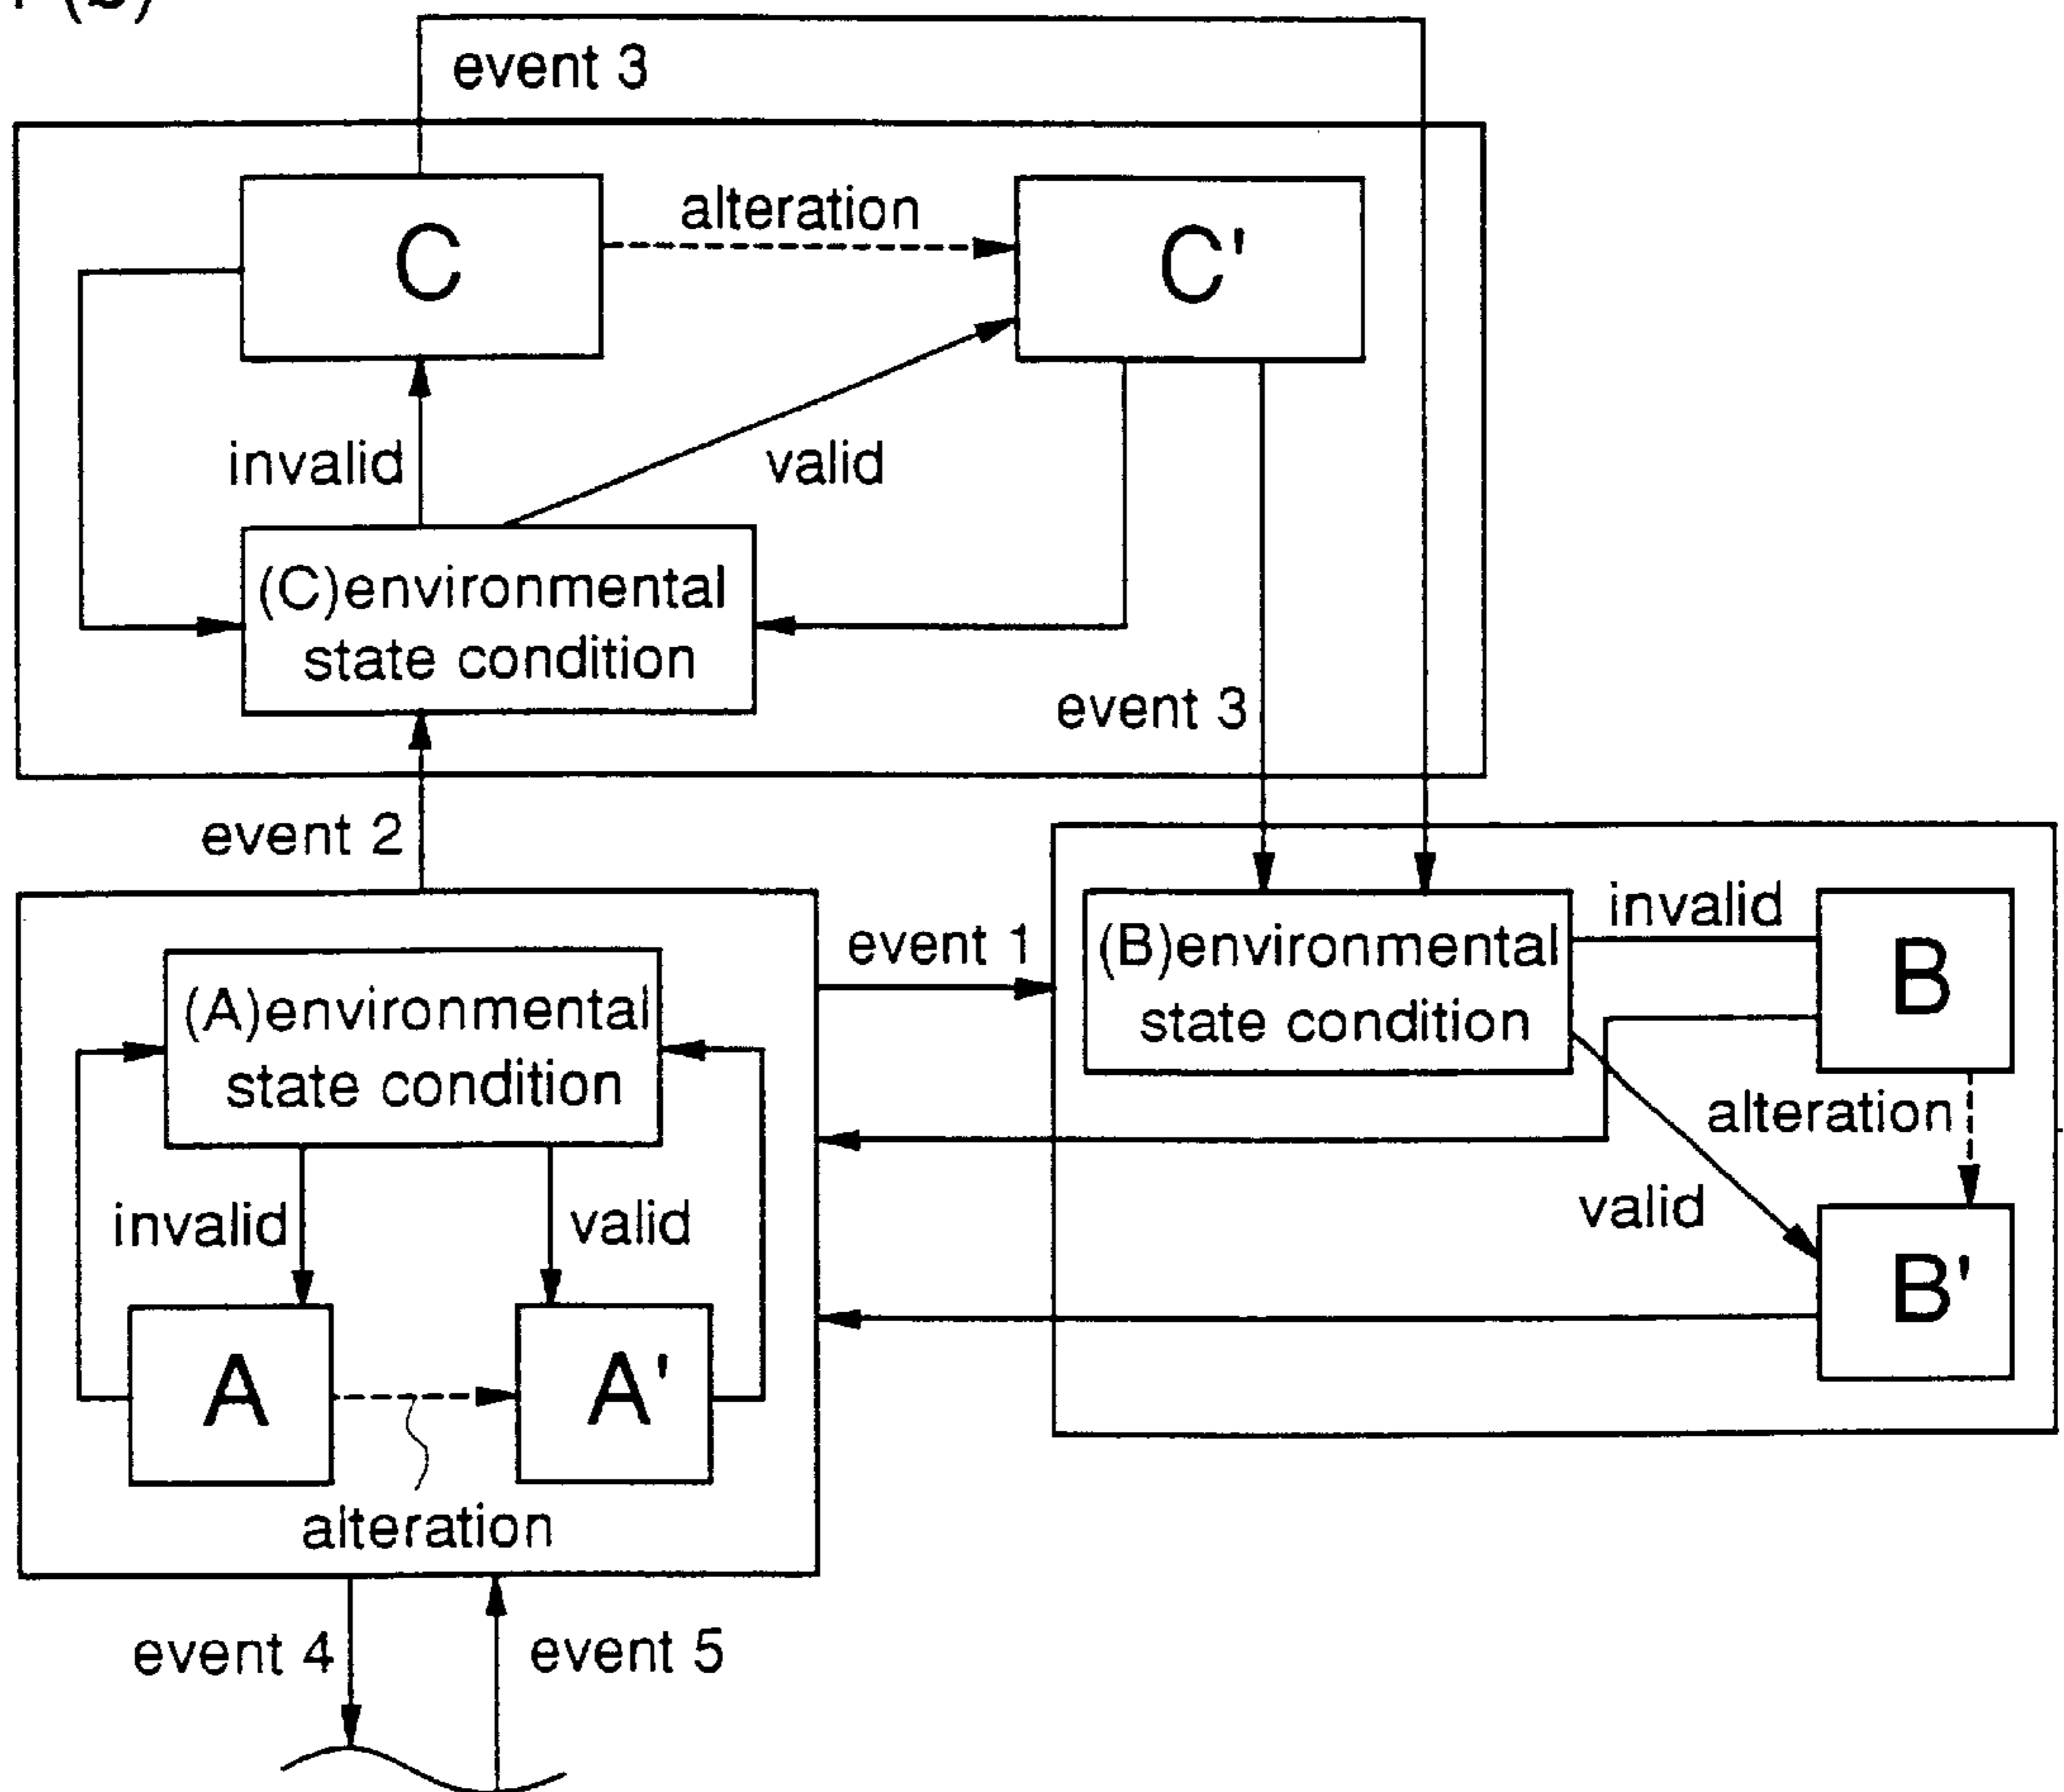 (b)
event 3
alteration
C
C'
invalid
valid
(C)environmental
state condition
event 3
event 2
event 1
(B)environmental
state condition
invalid
B
alteration
valid
B'
(A)environmental
state condition
invalid
valid
A
A'
alteration
event 4
event 5